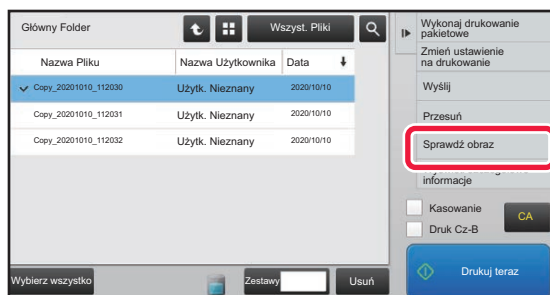 Główny Folder
Wszyst. Pliki
Nazwa Pliku Nazwa Użytkownika Data
Copy_20201010_112030 Użytk. Nieznany 2020/10/10
Copy_20201010_112031 Użytk. Nieznany 2020/10/10
Copy_20201010_112032 Użytk. Nieznany 2020/10/10
Wybierz wszystko
Zestawy
Usuń
Wykonaj drukowanie
pakietowe
Zmień ustawienie
na drukowanie
Wyślij
Przesuń
Sprawdź obraz
informacje
Kasowanie
Druk Cz-B
CA
Drukuj teraz